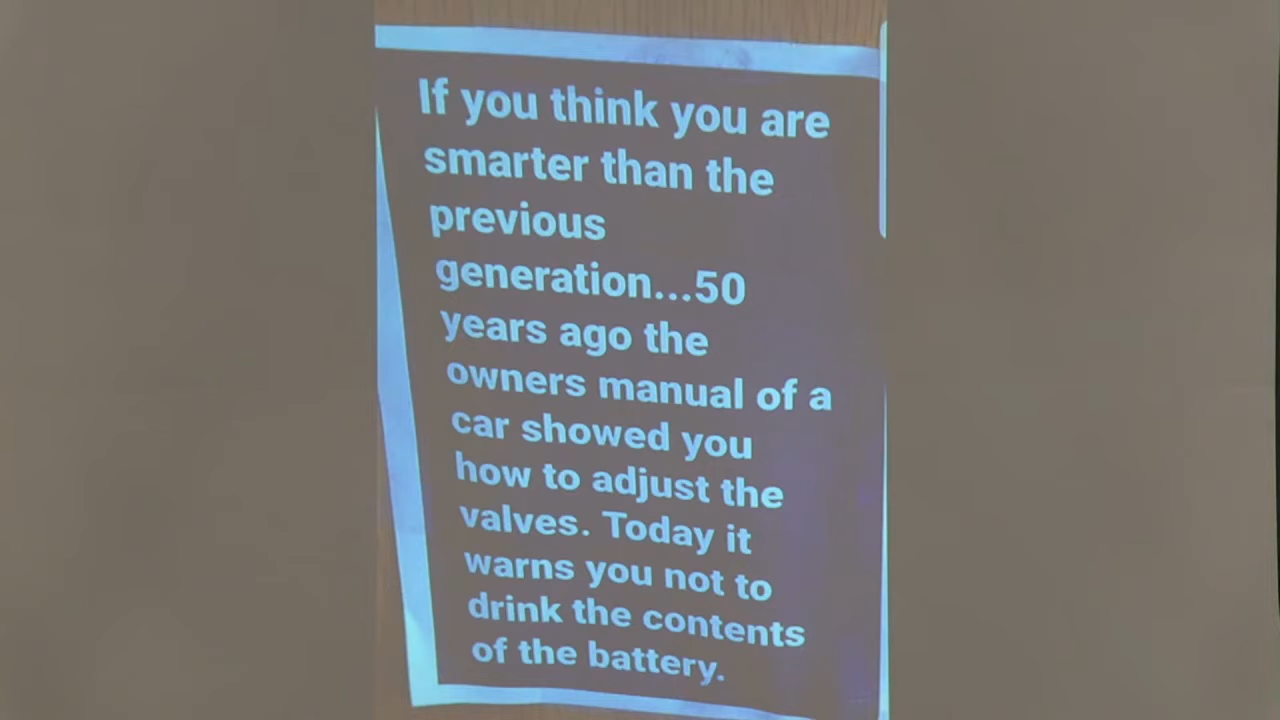 If you think you are
smarter than the
previous
generation...50
years ago the
owners manual of a
car showed you
how to adjust the
valves. Today it
warns you not to
drink the contents
of the battery.